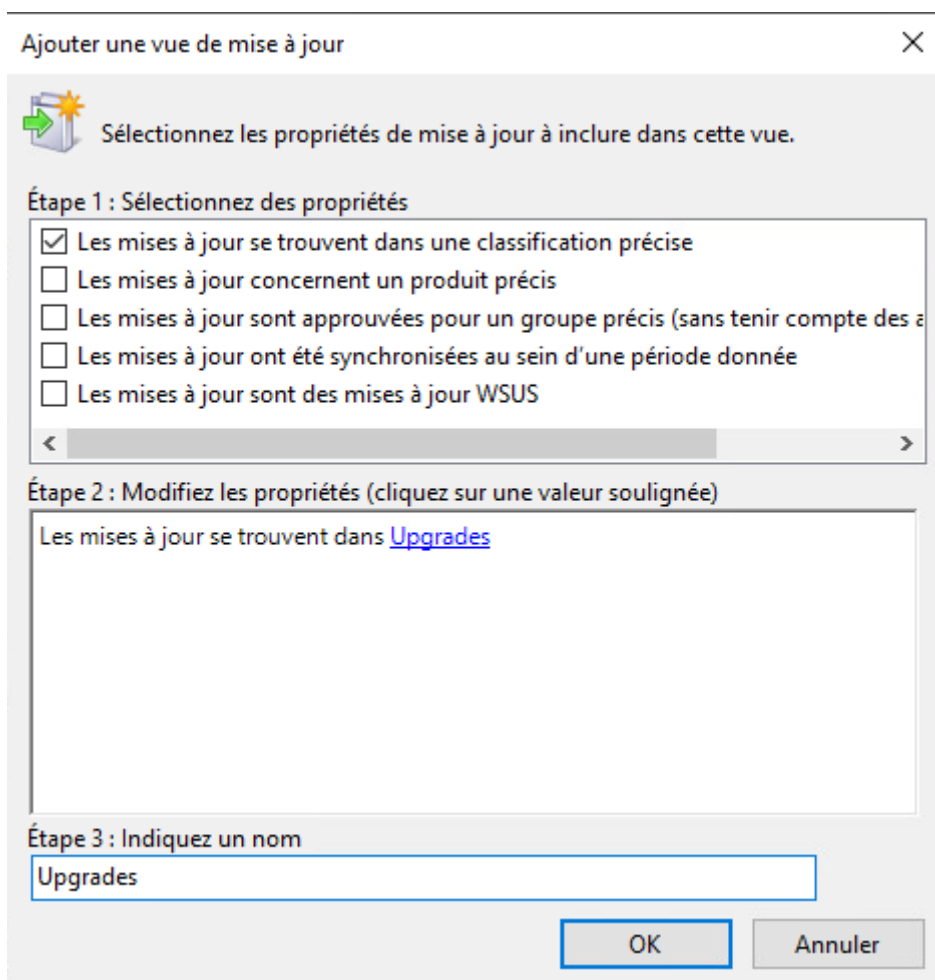 Ajouter une vue de mise à jour
Sélectionnez les propriétés de mise à jour à inclure dans cette vue.
Étape 1 : Sélectionnez des propriétés
Les mises à jour se trouvent dans une classification précise
Les mises à jour concernent un produit précis
Les mises à jour sont approuvées pour un groupe précis (sans tenir compte des a
Les mises à jour ont été synchronisées au sein d’une période donnée
Les mises à jour sont des mises à jour WSUS
Étape 2 : Modifiez les propriétés (cliquez sur une valeur soulignée)
Les mises à jour se trouvent dans Upgrades
Étape 3 : Indiquez un nom
Upgrades
OK Annuler